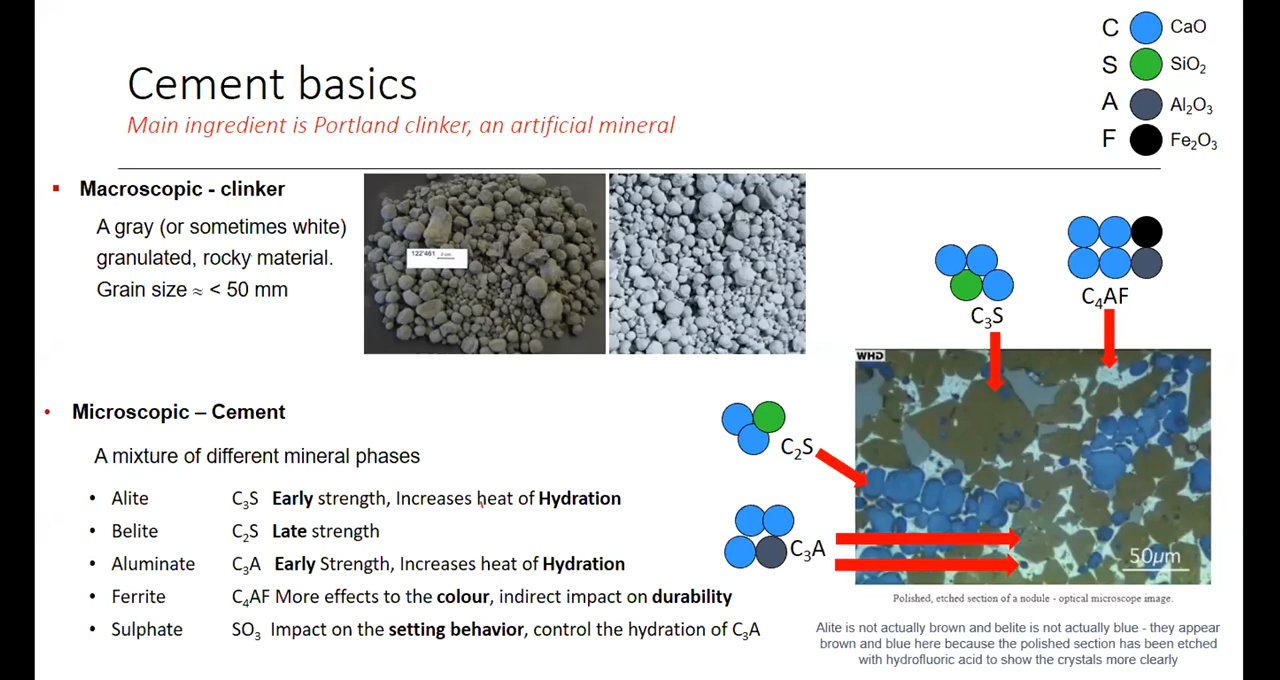 Cement basics
Main ingredient is Portland clinker, an artificial mineral
C CaO
S SiO₂
A Al₂O₃
F Fe₂O₃
▪ Macroscopic - clinker
A gray (or sometimes white)
granulated, rocky material.
Grain size ≈ < 50 mm
122'461
C₃S
C₄AF
WHD
C₂S
C₃A
50µm
Polished, etched section of a nodule - optical microscope image.
Alite is not actually brown and belite is not actually blue - they appear
brown and blue here because the polished section has been etched
with hydrofluoric acid to show the crystals more clearly
• Microscopic – Cement
A mixture of different mineral phases
• Alite C₃S Early strength, Increases heat of Hydration
• Belite C₂S Late strength
• Aluminate C₃A Early Strength, Increases heat of Hydration
• Ferrite C₄AF More effects to the colour, indirect impact on durability
• Sulphate SO₃ Impact on the setting behavior, control the hydration of C₃A